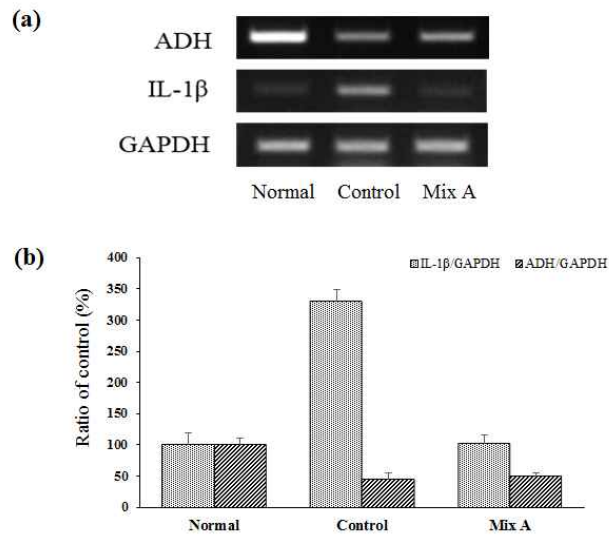 (a)
ADH
IL-1β
GAPDH
Normal Control Mix A
(b)
IL-1β/GAPDH ADH/GAPDH
Ratio of control (%)
400
350
300
250
200
150
100
50
0
Normal Control Mix A